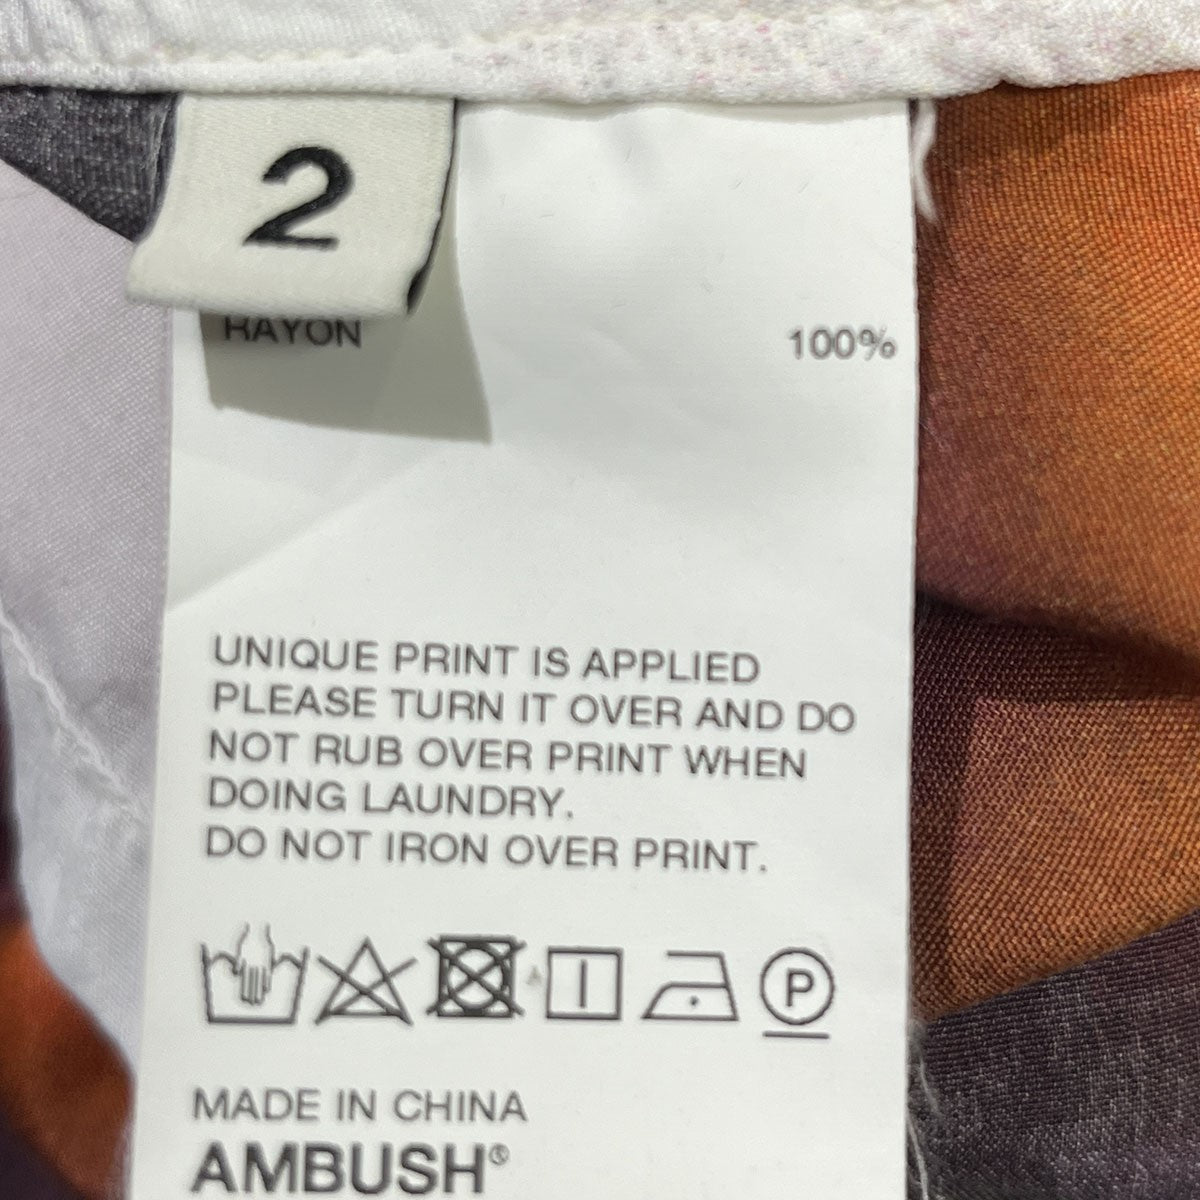 2
RAYON 100%
UNIQUE PRINT IS APPLIED
PLEASE TURN IT OVER AND DO
NOT RUB OVER PRINT WHEN
DOING LAUNDRY.
DO NOT IRON OVER PRINT.
P
MADE IN CHINA
AMBUSH®